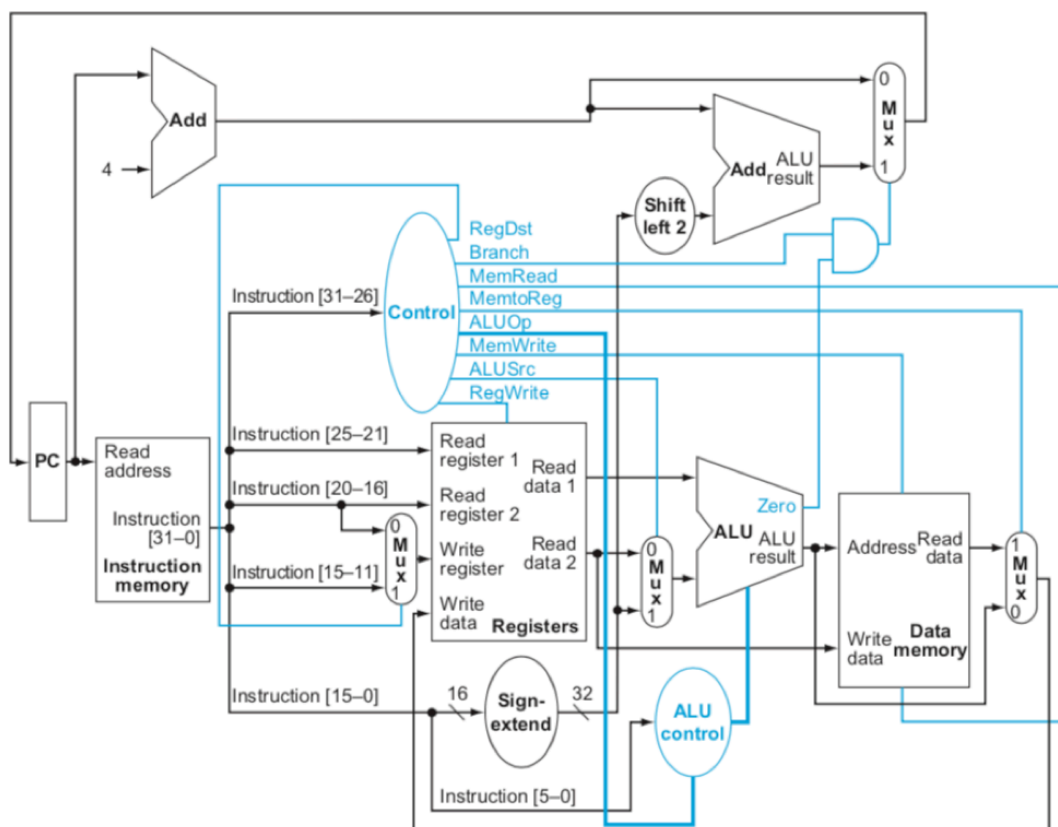 0
M
u
x
1
Add
4
Add
ALU
result
Shift
left 2
RegDst
Branch
MemRead
MemtoReg
ALUOp
MemWrite
ALUSrc
RegWrite
Instruction [31–26]
Control
PC
Read
address
Instruction
[31–0]
Instruction
memory
Instruction [25–21]
Instruction [20–16]
Instruction [15–11]
0
M
u
x
1
Read
register 1
Read
register 2
Write
register
Write
data
Read
data 1
Read
data 2
Registers
0
M
u
x
1
Zero
ALU
ALU
result
Address
Read
data
Write
data
Data
memory
1
M
u
x
0
Instruction [15–0]
16
Sign-
extend
32
ALU
control
Instruction [5–0]